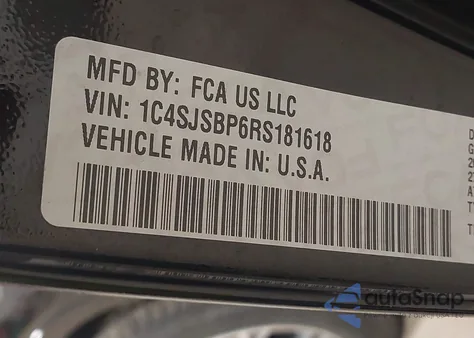 MFD BY: FCA US LLC
VIN: 1C4SJSBP6RS181618
VEHICLE MADE IN: U.S.A.
autoSnap